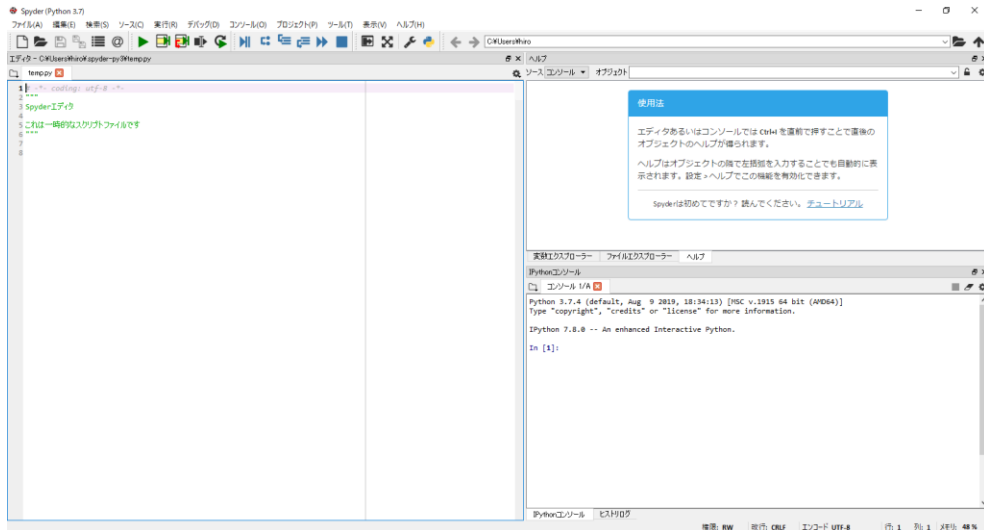 Spyder (Python 3.7)
ファイル(A) 編集(E) 検索(S) ソース(C) 実行(R) デバッグ(D) コンソール(O) プロジェクト(P) ツール(T) 表示(V) ヘルプ(H)
C:¥Users¥hiro
エディタ - C:¥Users¥hiro¥.spyder-py3¥temp.py
ヘルプ
temp.py
ソース コンソール オブジェクト
1 # -*- coding: utf-8 -*-
2 """
3 Spyderエディタ
4
5 これは一時的なスクリプトファイルです
6 """
7
8
使用法
エディタあるいはコンソールでは Ctrl+I を直前で押すことで直後の
オブジェクトのヘルプが得られます。
ヘルプはオブジェクトの隣で左括弧を入力することでも自動的に表
示されます。設定 > ヘルプでこの機能を有効化できます。
Spyderは初めてですか? 読んでください。 チュートリアル
変数エクスプローラー ファイルエクスプローラー ヘルプ
IPythonコンソール
コンソール 1/A
Python 3.7.4 (default, Aug 9 2019, 18:34:13) [MSC v.1915 64 bit (AMD64)]
Type "copyright", "credits" or "license" for more information.
IPython 7.8.0 -- An enhanced Interactive Python.
In [1]:
IPythonコンソール ヒストリログ
権限: RW 改行: CRLF エンコード UTF-8 行: 1 列: 1 メモリ: 48 %